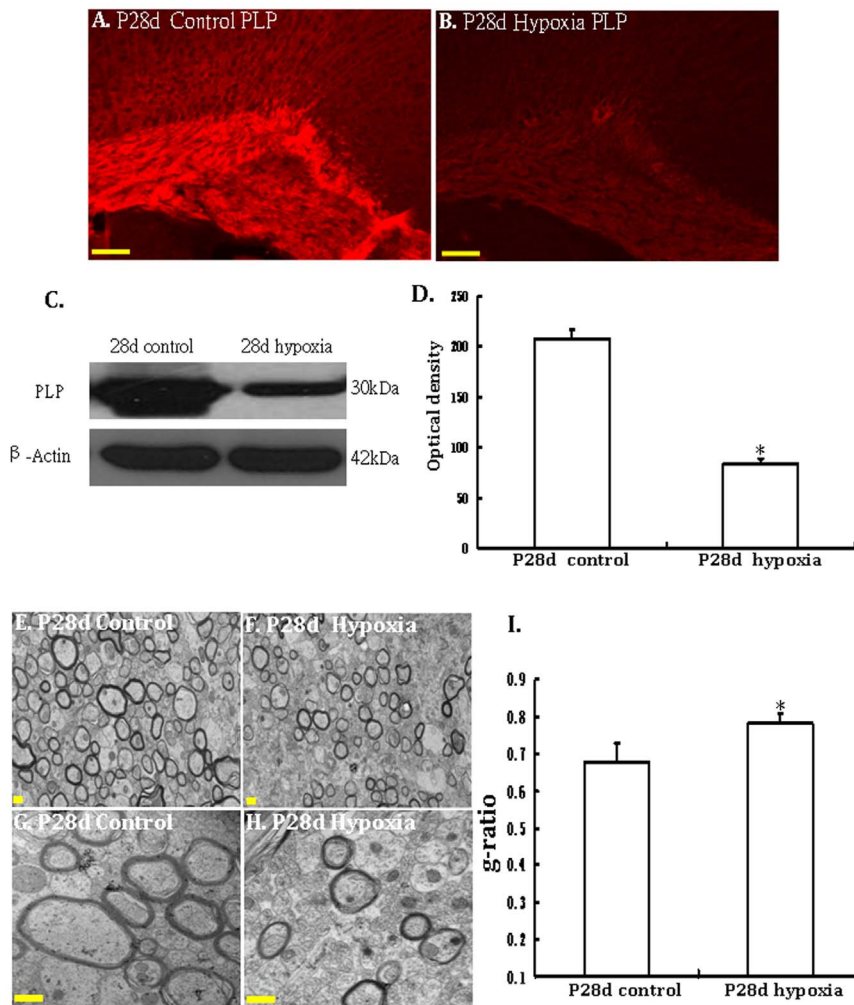 A. P28d Control PLP
B. P28d Hypoxia PLP
C.
28d control 28d hypoxia
PLP 30kDa
β-Actin 42kDa
D.
Optical density
250
200
150
100
50
0
*
P28d control P28d hypoxia
E. P28d Control
F. P28d Hypoxia
G. P28d Control
H. P28d Hypoxia
I.
g-ratio
0.9
0.8
0.7
0.6
0.5
0.4
0.3
0.2
0.1
*
P28d control P28d hypoxia